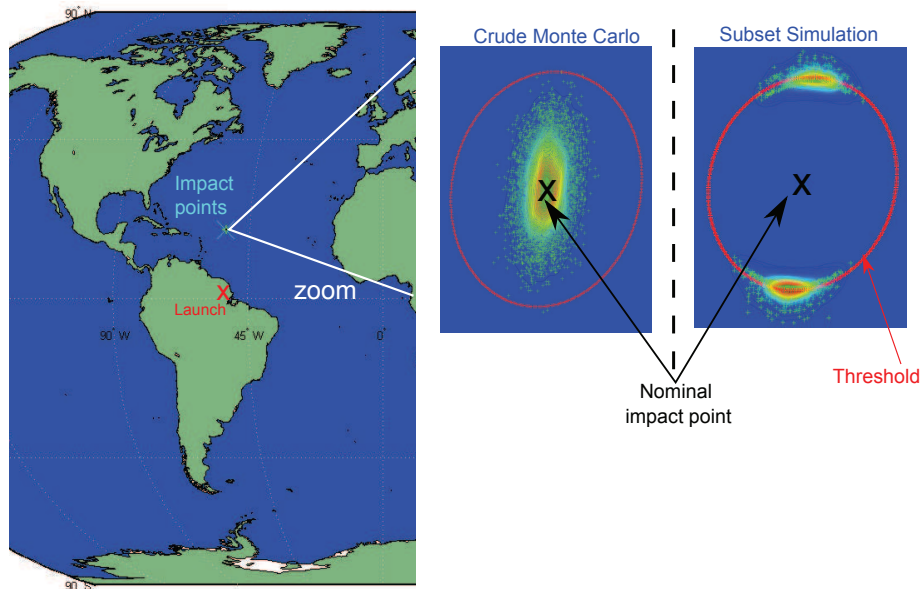 90° N
Crude Monte Carlo
Subset Simulation
Impact
points
X
X
X
X
zoom
Launch
90° W
45° W
0°
Threshold
Nominal
impact point
90° S